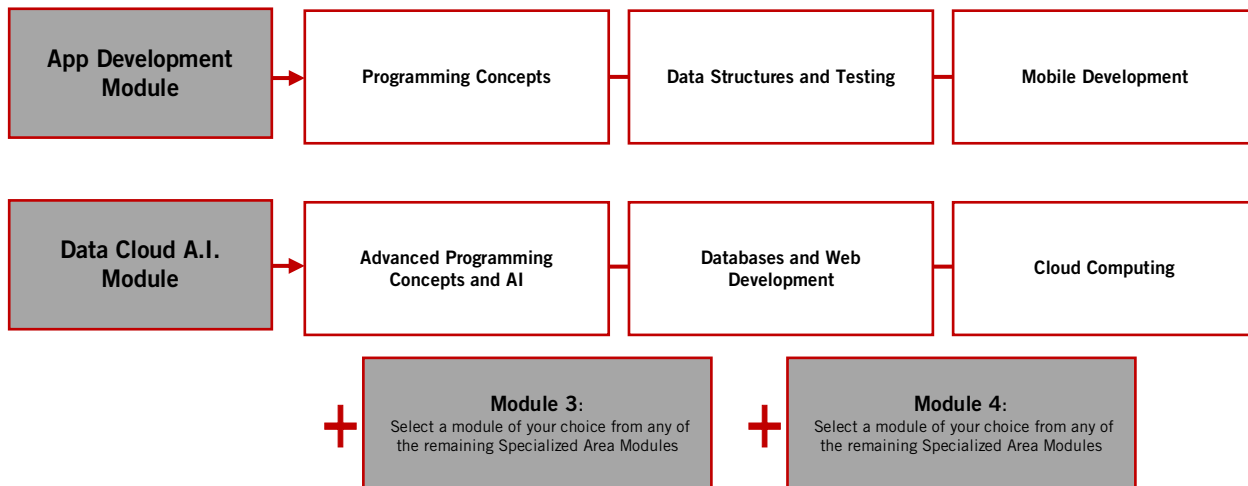 App Development
Module
Programming Concepts
Data Structures and Testing
Mobile Development
Data Cloud A.I.
Module
Advanced Programming
Concepts and AI
Databases and Web
Development
Cloud Computing
+
Module 3:
Select a module of your choice from any of
the remaining Specialized Area Modules
+
Module 4:
Select a module of your choice from any of
the remaining Specialized Area Modules